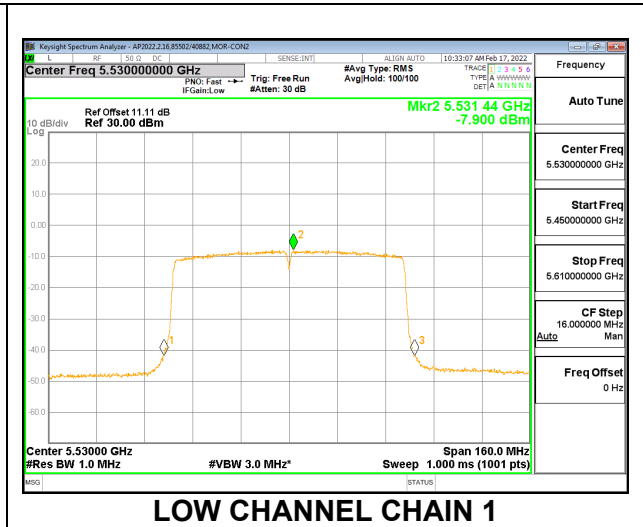 Keysight Spectrum Analyzer - AP2022.2.16,85502/40882,MOR-CON2
L RF 50 Ω DC SENSE:INT ALIGN AUTO 10:33:07 AM Feb 17, 2022
Center Freq 5.530000000 GHz
PNO: Fast
IFGain:Low
Trig: Free Run
#Atten: 30 dB
#Avg Type: RMS
Avg|Hold: 100/100
TRACE 1 2 3 4 5 6
TYPE A WWWWW
DET A N N N N N
Frequency
Mkr2 5.531 44 GHz
-7.900 dBm
Ref Offset 11.11 dB
10 dB/div Ref 30.00 dBm
Log
20.0
10.0
0.00
-10.0
-20.0
-30.0
-40.0
-50.0
-60.0
1
2
3
Center 5.53000 GHz Span 160.0 MHz
#Res BW 1.0 MHz #VBW 3.0 MHz* Sweep 1.000 ms (1001 pts)
MSG STATUS
Auto Tune
Center Freq
5.530000000 GHz
Start Freq
5.450000000 GHz
Stop Freq
5.610000000 GHz
CF Step
16.000000 MHz
Auto Man
Freq Offset
0 Hz
LOW CHANNEL CHAIN 1